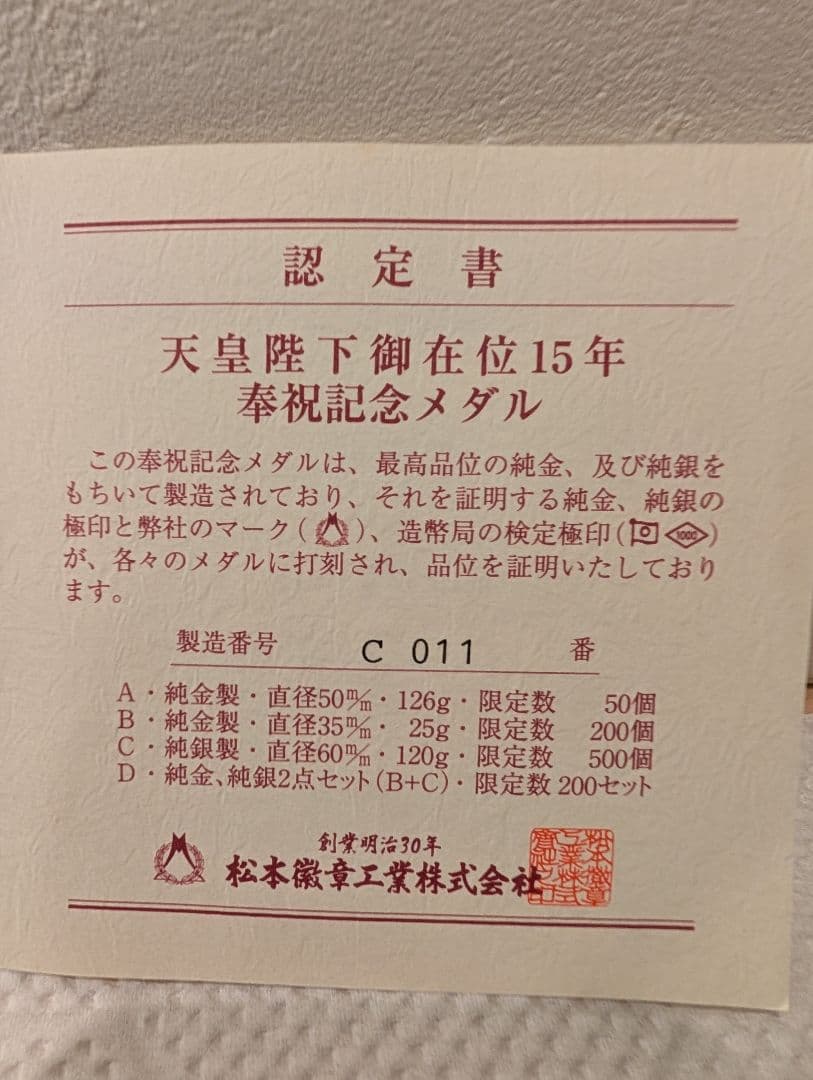 認定書
天皇陛下御在位15年
奉祝記念メダル
この奉祝記念メダルは、最高品位の純金、及び純銀を
もちいて製造されており、それを証明する純金、純銀の
極印と弊社のマーク( )、造幣局の検定極印( 1000 )
が、各々のメダルに打刻され、品位を証明いたしており
ます。
製造番号 C 011 番
A・純金製・直径50㎜・126g・限定数 50個
B・純金製・直径35㎜・25g・限定数 200個
C・純銀製・直径60㎜・120g・限定数 500個
D・純金、純銀2点セット(B+C)・限定数 200セット
創業明治30年
松本徽章工業株式会社